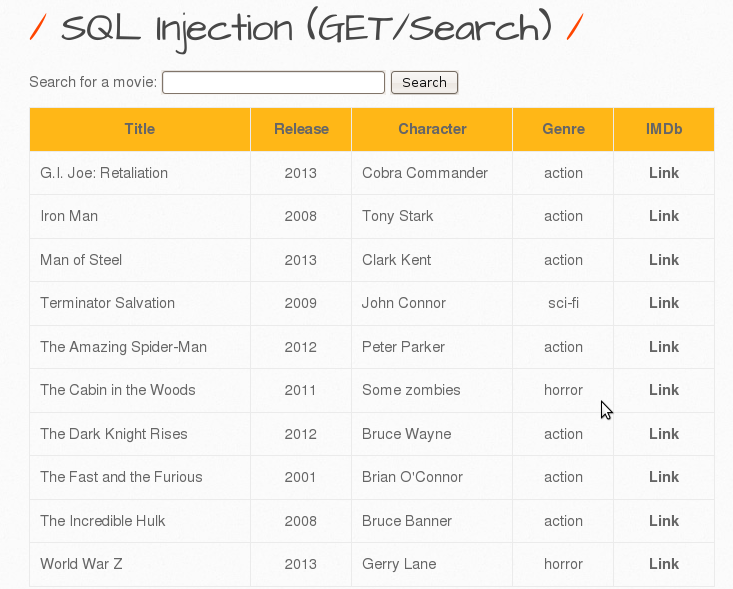 / SQL Injection (GET/Search) /
Search for a movie: Search
Title Release Character Genre IMDb
G.I. Joe: Retaliation 2013 Cobra Commander action Link
Iron Man 2008 Tony Stark action Link
Man of Steel 2013 Clark Kent action Link
Terminator Salvation 2009 John Connor sci-fi Link
The Amazing Spider-Man 2012 Peter Parker action Link
The Cabin in the Woods 2011 Some zombies horror Link
The Dark Knight Rises 2012 Bruce Wayne action Link
The Fast and the Furious 2001 Brian O'Connor action Link
The Incredible Hulk 2008 Bruce Banner action Link
World War Z 2013 Gerry Lane horror Link